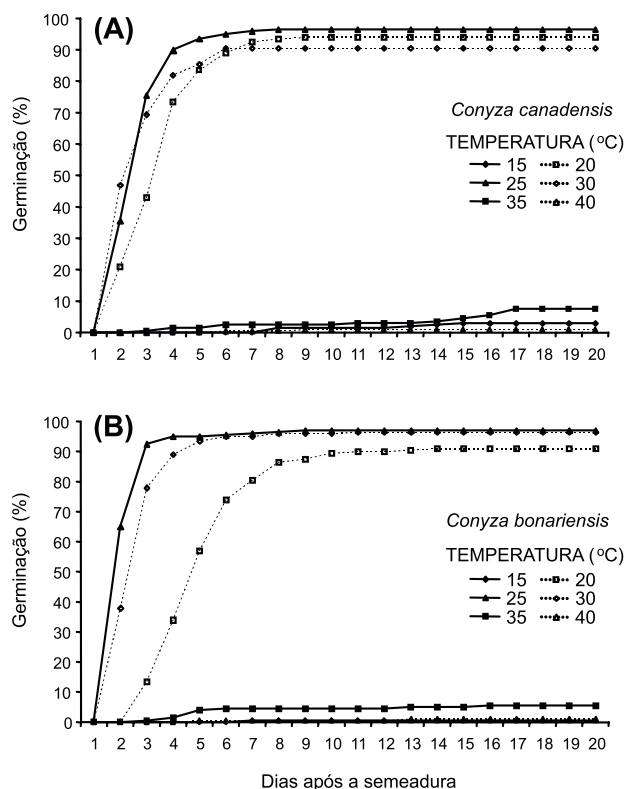 (A)
Germinação (%)
100
90
80
70
60
50
40
30
20
10
0
Conyza canadensis
TEMPERATURA (ºC)
15 20
25 30
35 40
1 2 3 4 5 6 7 8 9 10 11 12 13 14 15 16 17 18 19 20
(B)
Germinação (%)
100
90
80
70
60
50
40
30
20
10
0
Conyza bonariensis
TEMPERATURA (ºC)
15 20
25 30
35 40
1 2 3 4 5 6 7 8 9 10 11 12 13 14 15 16 17 18 19 20
Dias após a semeadura